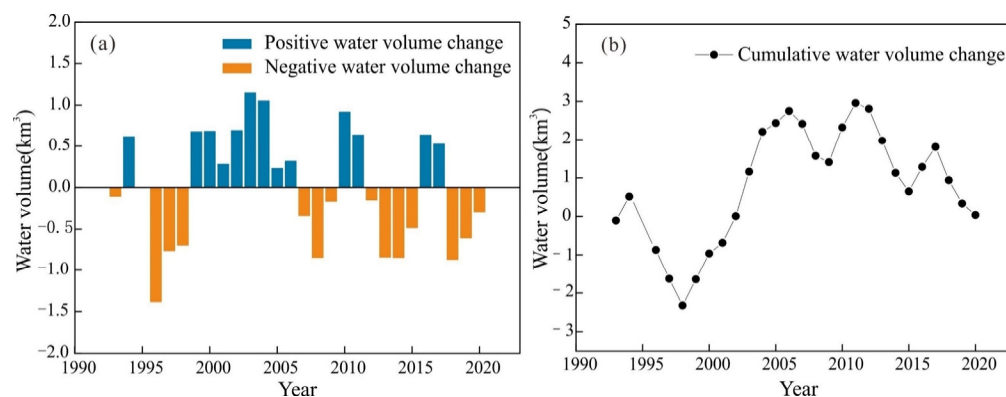 (a)
Positive water volume change
Negative water volume change
2.0
1.5
1.0
0.5
0.0
−0.5
−1.0
−1.5
−2.0
Water volume(km³)
1990 1995 2000 2005 2010 2015 2020
Year
(b)
Cumulative water volume change
5
4
3
2
1
0
−1
−2
−3
Water volume(km³)
1990 1995 2000 2005 2010 2015 2020
Year